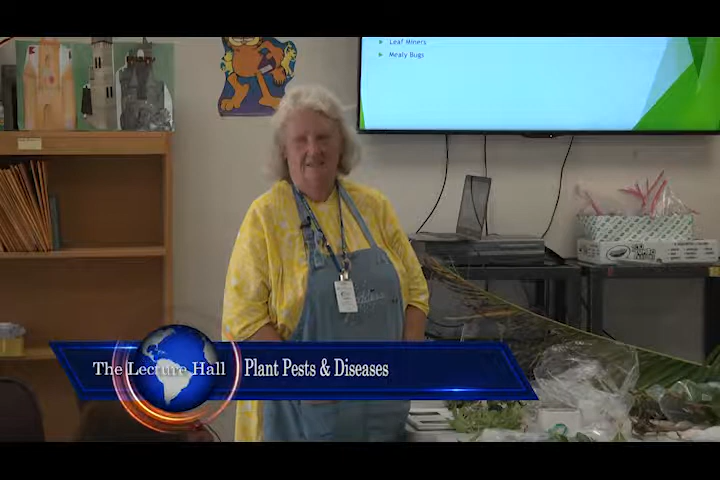 Leaf Miners
Mealy Bugs
The Lecture Hall
Plant Pests & Diseases